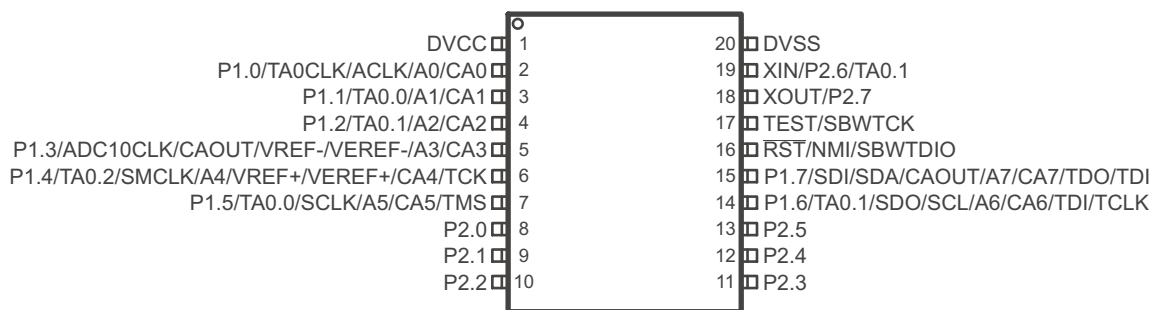 DVCC 1 20 DVSS
P1.0/TA0CLK/ACLK/A0/CA0 2 19 XIN/P2.6/TA0.1
P1.1/TA0.0/A1/CA1 3 18 XOUT/P2.7
P1.2/TA0.1/A2/CA2 4 17 TEST/SBWTCK
P1.3/ADC10CLK/CAOUT/VREF-/VEREF-/A3/CA3 5 16 RST/NMI/SBWTDIO
P1.4/TA0.2/SMCLK/A4/VREF+/VEREF+/CA4/TCK 6 15 P1.7/SDI/SDA/CAOUT/A7/CA7/TDO/TDI
P1.5/TA0.0/SCLK/A5/CA5/TMS 7 14 P1.6/TA0.1/SDO/SCL/A6/CA6/TDI/TCLK
P2.0 8 13 P2.5
P2.1 9 12 P2.4
P2.2 10 11 P2.3